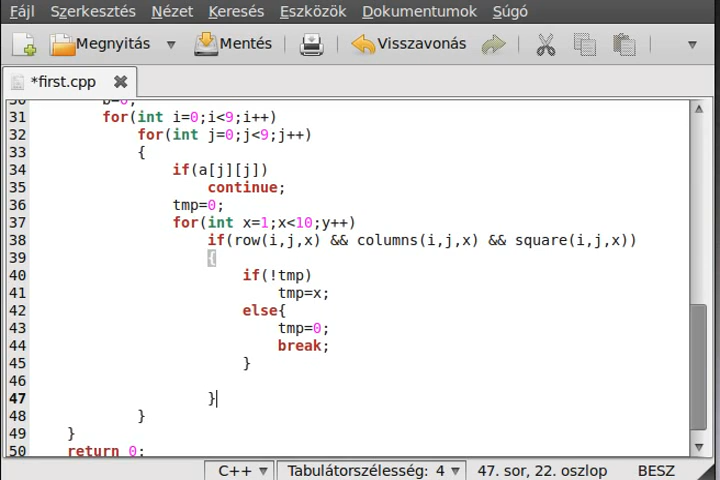 Fájl Szerkesztés Nézet Keresés Eszközök Dokumentumok Súgó
Megnyitás Mentés Visszavonás
*first.cpp
30 b=0;
31 for(int i=0;i<9;i++)
32 for(int j=0;j<9;j++)
33 {
34 if(a[j][j])
35 continue;
36 tmp=0;
37 for(int x=1;x<10;y++)
38 if(row(i,j,x) && columns(i,j,x) && square(i,j,x))
39 {
40 if(!tmp)
41 tmp=x;
42 else{
43 tmp=0;
44 break;
45 }
46
47 }
48 }
49 }
50 return 0;
C++ Tabulátorszélesség: 4 47. sor, 22. oszlop BESZ